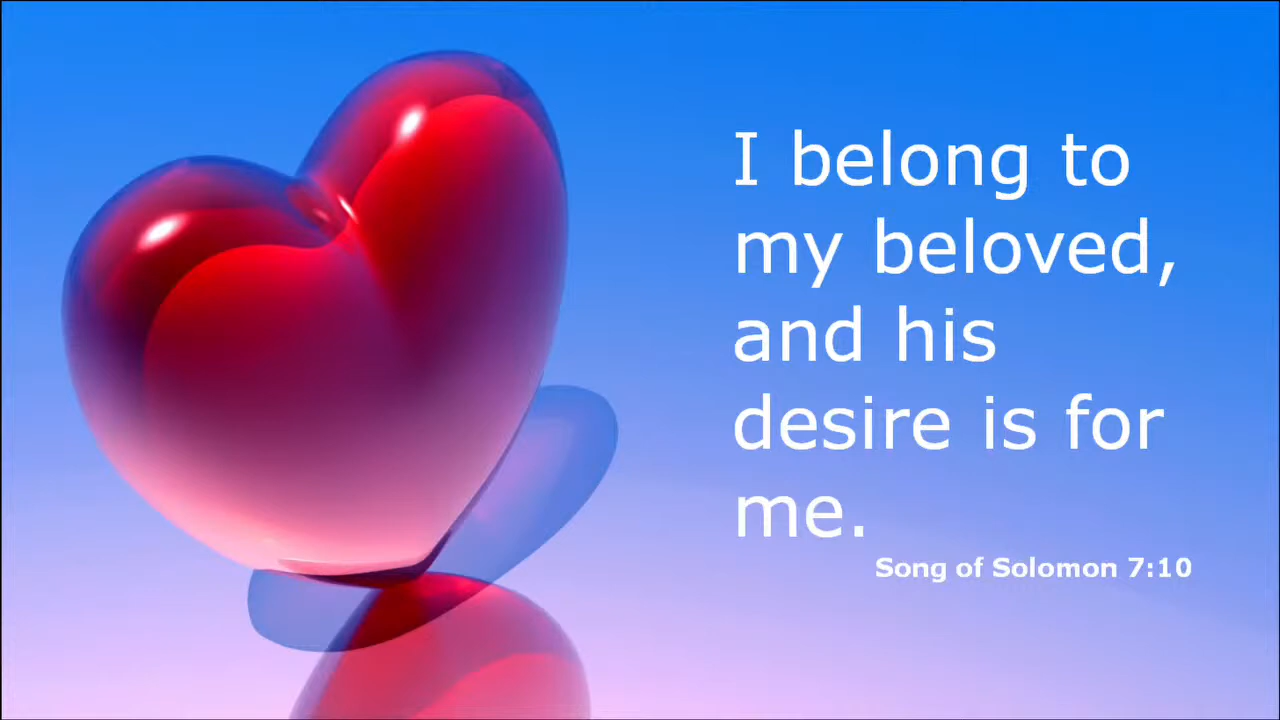 I belong to
my beloved,
and his
desire is for
me.
Song of Solomon 7:10